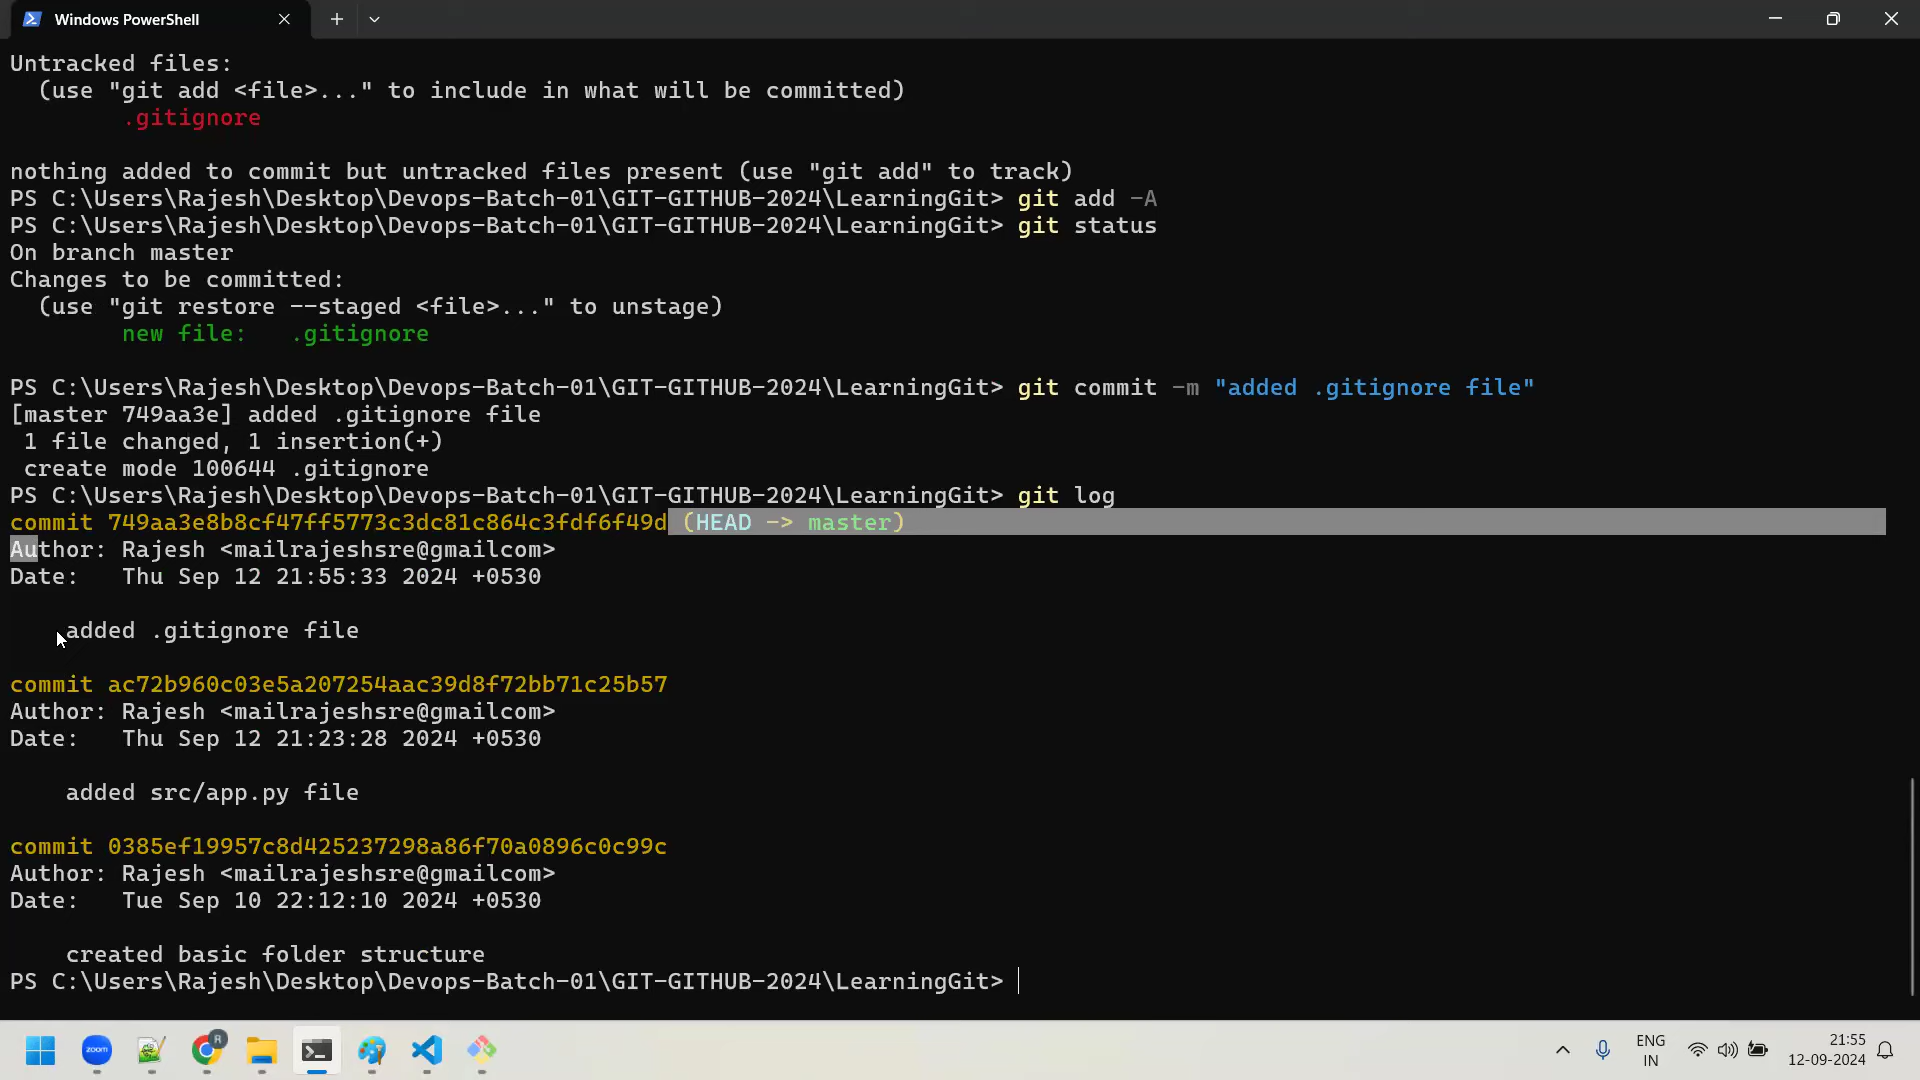 Windows PowerShell
Untracked files:
  (use "git add <file>..." to include in what will be committed)
        .gitignore
nothing added to commit but untracked files present (use "git add" to track)
PS C:\Users\Rajesh\Desktop\Devops-Batch-01\GIT-GITHUB-2024\LearningGit> git add -A
PS C:\Users\Rajesh\Desktop\Devops-Batch-01\GIT-GITHUB-2024\LearningGit> git status
On branch master
Changes to be committed:
  (use "git restore --staged <file>..." to unstage)
        new file:   .gitignore
PS C:\Users\Rajesh\Desktop\Devops-Batch-01\GIT-GITHUB-2024\LearningGit> git commit -m "added .gitignore file"
[master 749aa3e] added .gitignore file
 1 file changed, 1 insertion(+)
 create mode 100644 .gitignore
PS C:\Users\Rajesh\Desktop\Devops-Batch-01\GIT-GITHUB-2024\LearningGit> git log
commit 749aa3e8b8cf47ff5773c3dc81c864c3fdf6f49d (HEAD -> master)
Author: Rajesh <mailrajeshsre@gmailcom>
Date:   Thu Sep 12 21:55:33 2024 +0530
    added .gitignore file
commit ac72b960c03e5a207254aac39d8f72bb71c25b57
Author: Rajesh <mailrajeshsre@gmailcom>
Date:   Thu Sep 12 21:23:28 2024 +0530
    added src/app.py file
commit 0385ef19957c8d425237298a86f70a0896c0c99c
Author: Rajesh <mailrajeshsre@gmailcom>
Date:   Tue Sep 10 22:12:10 2024 +0530
    created basic folder structure
PS C:\Users\Rajesh\Desktop\Devops-Batch-01\GIT-GITHUB-2024\LearningGit>
zoom
R
ENG
IN
21:55
12-09-2024